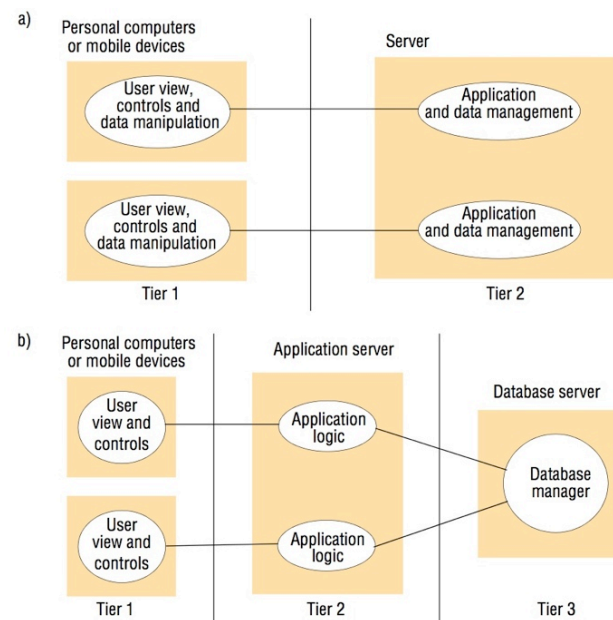 a)
Personal computers
or mobile devices
Server
User view,
controls and
data manipulation
Application
and data management
User view,
controls and
data manipulation
Application
and data management
Tier 1
Tier 2
b)
Personal computers
or mobile devices
Application server
Database server
User
view and
controls
Application
logic
Database
manager
User
view and
controls
Application
logic
Tier 1
Tier 2
Tier 3